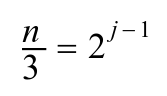 n/3 = 2^{j-1}